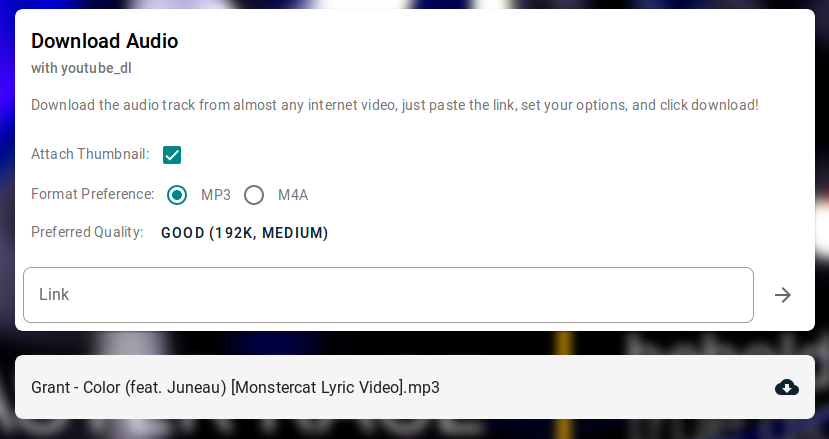 Download Audio
with youtube_dl
Download the audio track from almost any internet video, just paste the link, set your options, and click download!
Attach Thumbnail:
Format Preference: MP3 M4A
Preferred Quality: GOOD (192K, MEDIUM)
Link
Grant - Color (feat. Juneau) [Monstercat Lyric Video].mp3